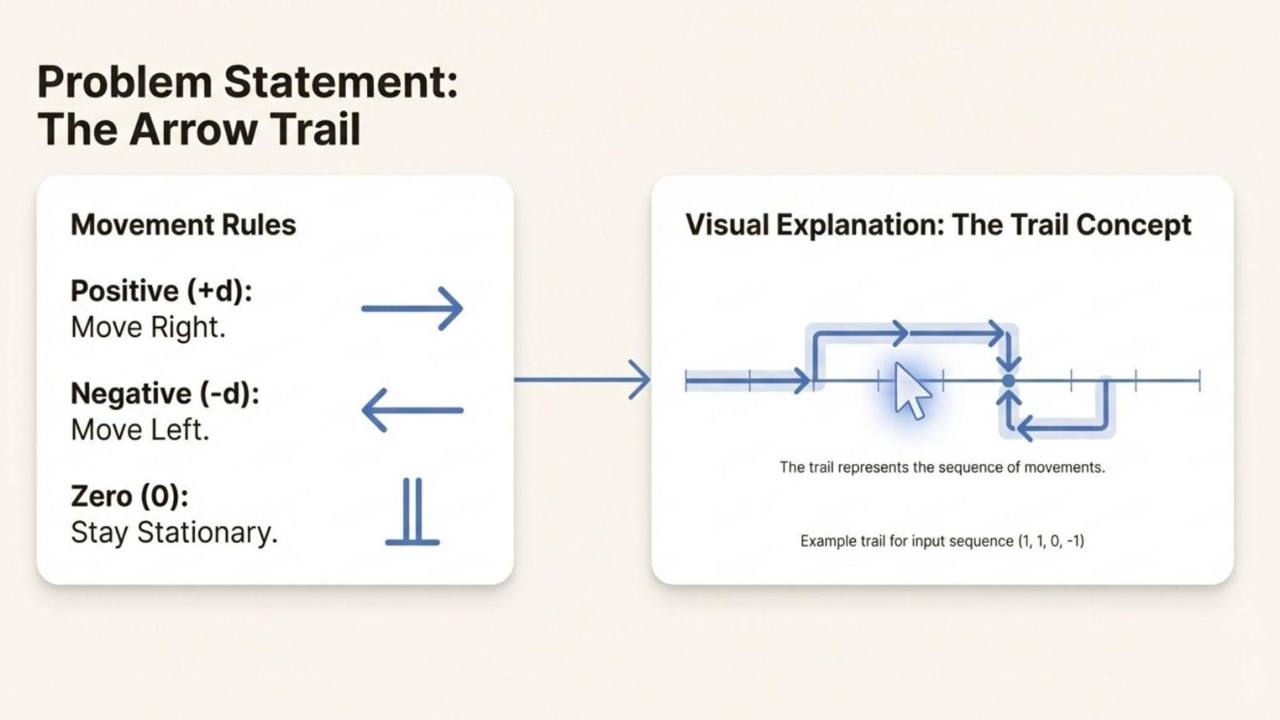 Problem Statement:
The Arrow Trail
Movement Rules
Positive (+d):
Move Right.
Negative (-d):
Move Left.
Zero (0):
Stay Stationary.
Visual Explanation: The Trail Concept
The trail represents the sequence of movements.
Example trail for input sequence (1, 1, 0, -1)